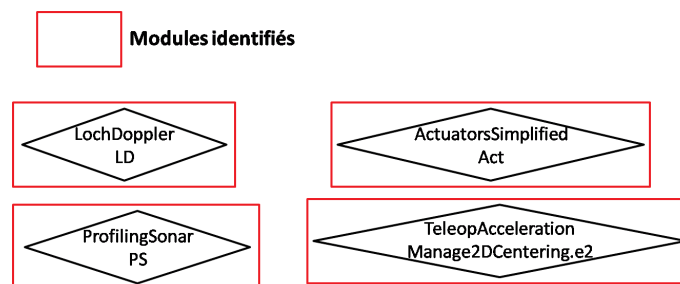 Modules identifiés
LochDoppler
LD
ActuatorsSimplified
Act
ProfilingSonar
PS
TeleopAcceleration
Manage2DCentering.e2